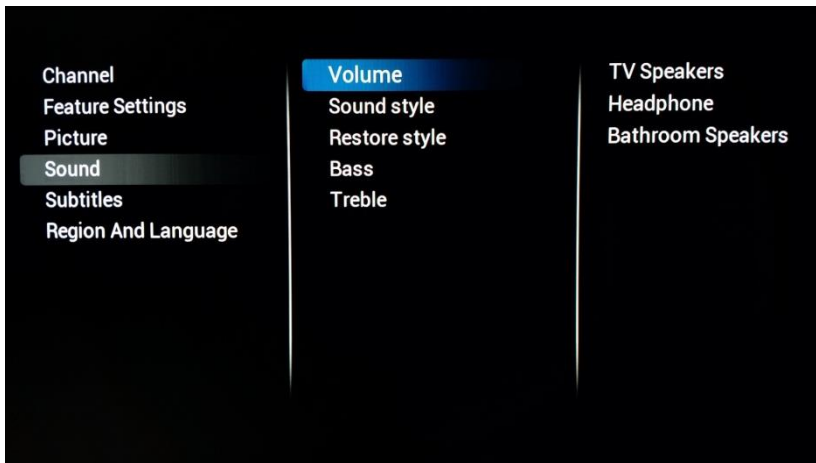 Channel
Feature Settings
Picture
Sound
Subtitles
Region And Language
Volume
Sound style
Restore style
Bass
Treble
TV Speakers
Headphone
Bathroom Speakers